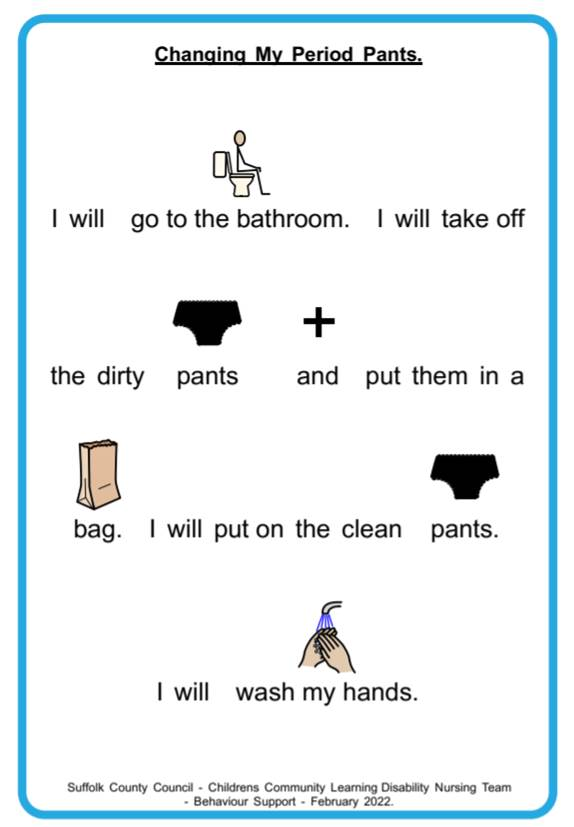 Changing My Period Pants.
I will go to the bathroom. I will take off
the dirty pants and put them in a
bag. I will put on the clean pants.
I will wash my hands.
Suffolk County Council - Childrens Community Learning Disability Nursing Team
- Behaviour Support - February 2022.